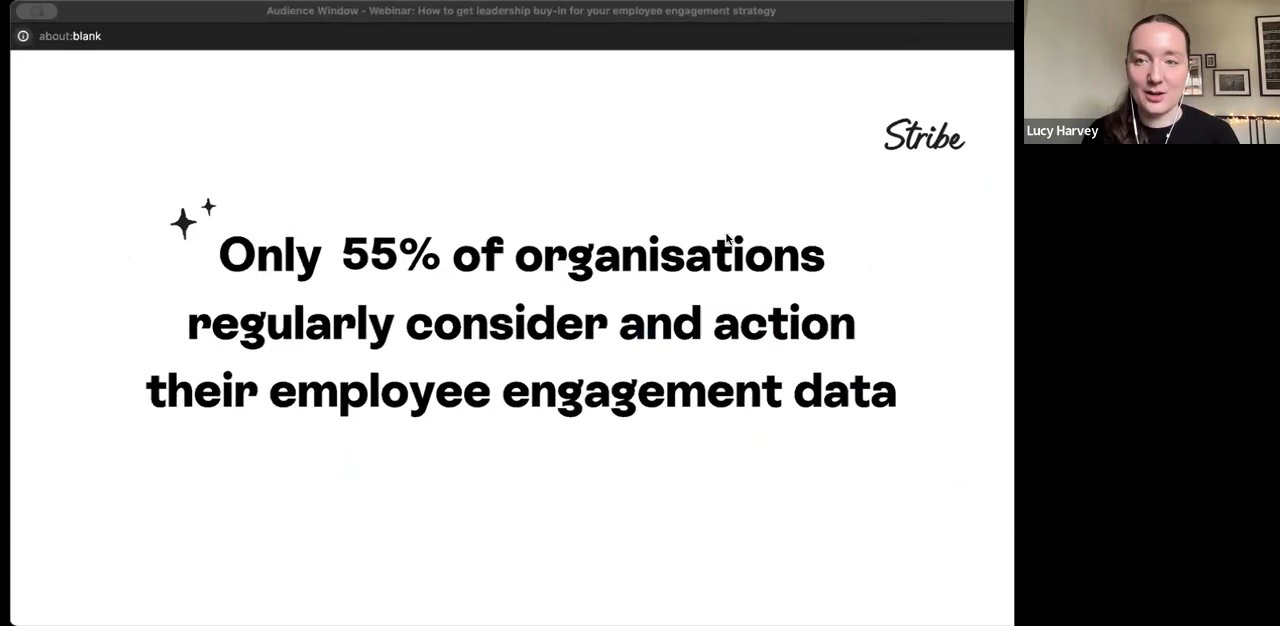 Audience Window - Webinar: How to get leadership buy-in for your employee engagement strategy
about:blank
Stribe
Only 55% of organisations
regularly consider and action
their employee engagement data
Lucy Harvey